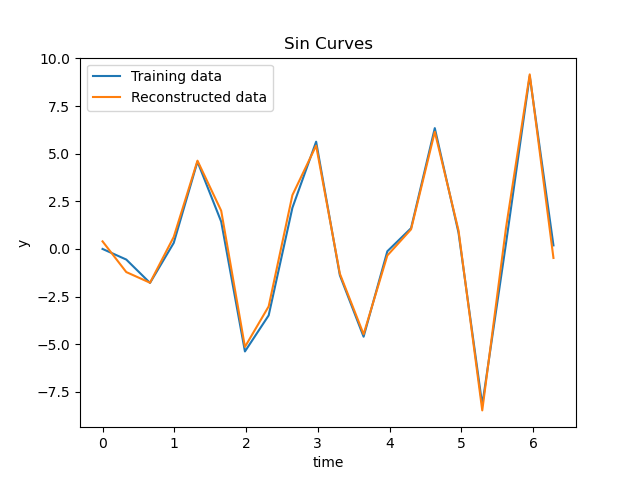 Sin Curves
Training data
Reconstructed data
10.0
7.5
5.0
2.5
0.0
−2.5
−5.0
−7.5
y
0 1 2 3 4 5 6
time